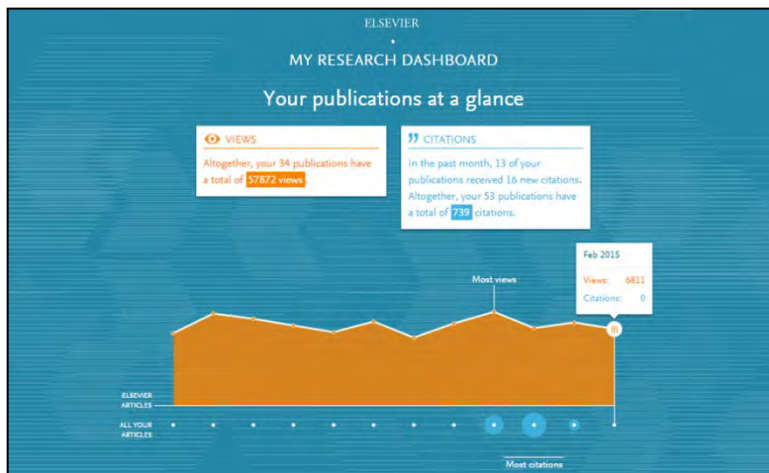 ELSEVIER
MY RESEARCH DASHBOARD
Your publications at a glance
VIEWS
Altogether, your 34 publications have
a total of 57872 views.
CITATIONS
In the past month, 13 of your
publications received 16 new citations.
Altogether, your 53 publications have
a total of 739 citations.
Feb 2015
Views: 6811
Citations: 0
Most views
ELSEVIER
ARTICLES
ALL YOUR
ARTICLES
Most citations